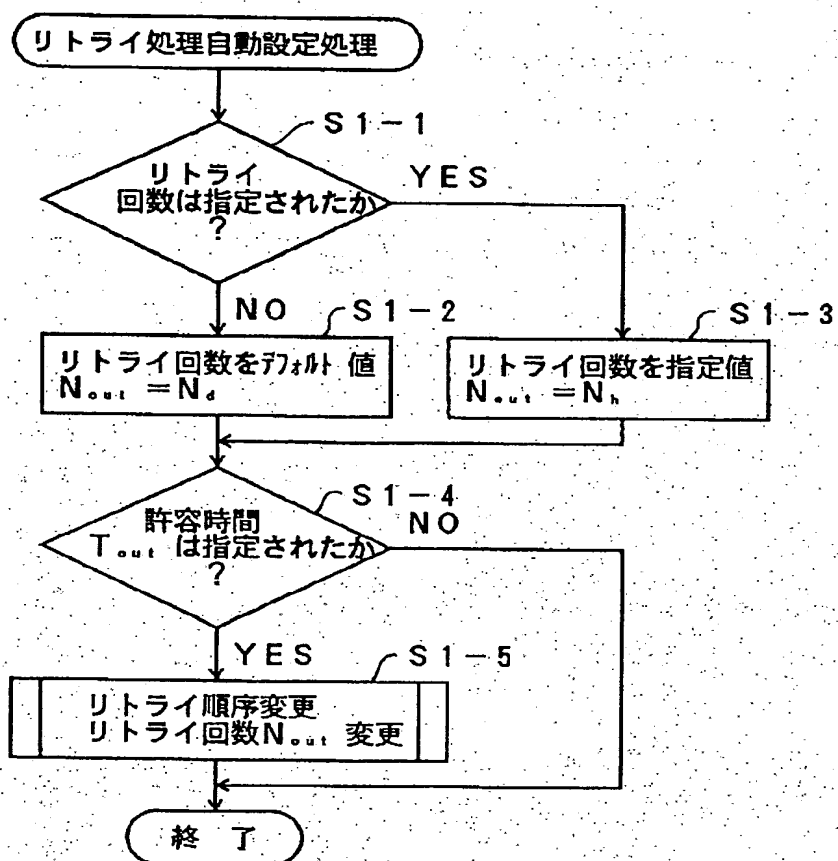 リトライ処理自動設定処理
S1-1
リトライ
回数は指定されたか
?
YES
NO
S1-2
S1-3
リトライ回数をデフォルト値
Nout =Nd
リトライ回数を指定値
Nout =Nh
S1-4
許容時間
Tout は指定されたか
?
NO
YES
S1-5
リトライ順序変更
リトライ回数Nout 変更
終 了